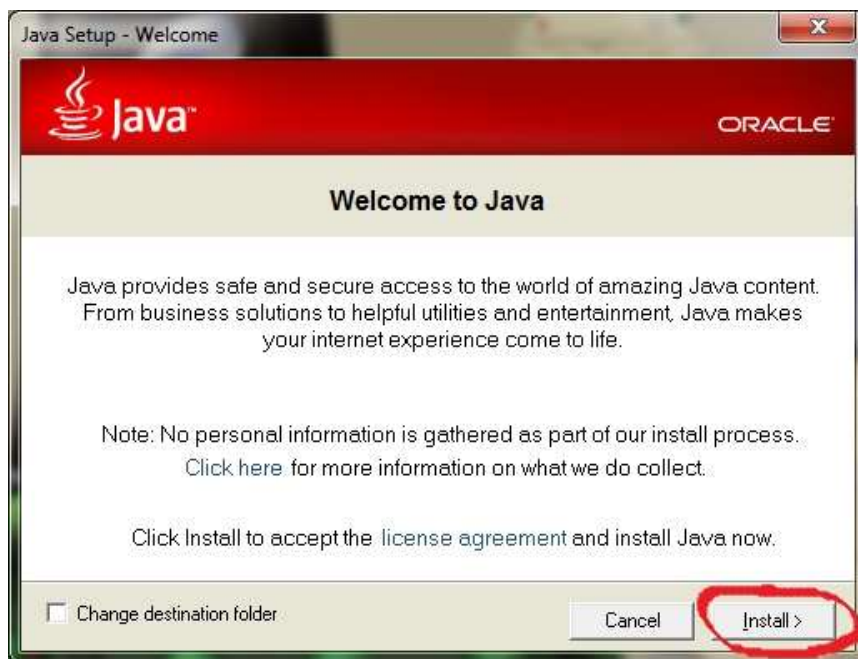 Java Setup - Welcome
Java™
ORACLE®
Welcome to Java
Java provides safe and secure access to the world of amazing Java content.
From business solutions to helpful utilities and entertainment, Java makes
your internet experience come to life.
Note: No personal information is gathered as part of our install process.
Click here for more information on what we do collect.
Click Install to accept the license agreement and install Java now.
Change destination folder
Cancel
Install >